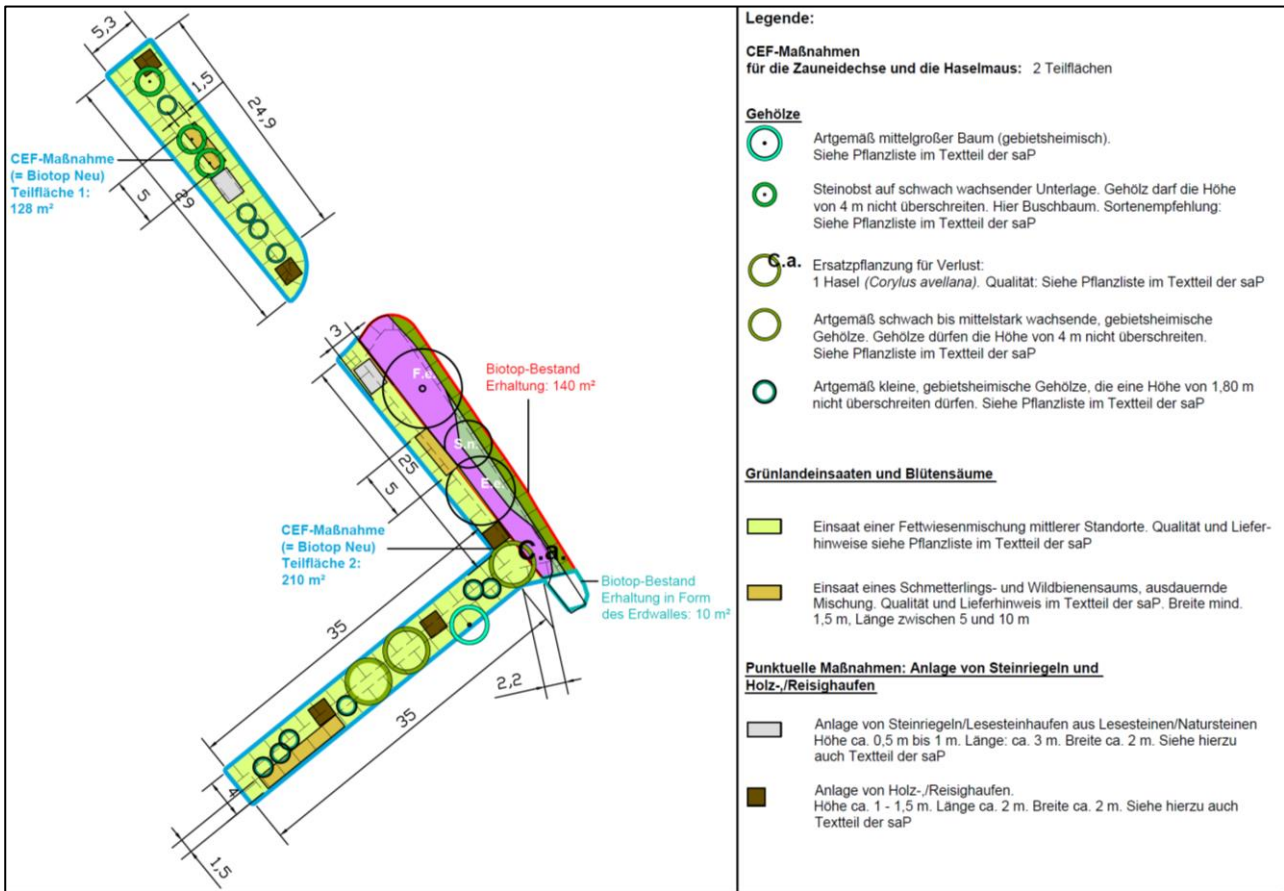 5,3
1,5
24,9
CEF-Maßnahme
(= Biotop Neu)
Teilfläche 1:
128 m²
5
29
3
F.e.
Biotop-Bestand
Erhaltung: 140 m²
S.n.
25
E.e.
5
CEF-Maßnahme
(= Biotop Neu)
Teilfläche 2:
210 m²
C.a.
Biotop-Bestand
Erhaltung in Form
des Erdwalles: 10 m²
35
2,2
35
4
1,5
Legende:
CEF-Maßnahmen
für die Zauneidechse und die Haselmaus: 2 Teilflächen
Gehölze
Artgemäß mittelgroßer Baum (gebietsheimisch).
Siehe Pflanzliste im Textteil der saP
Steinobst auf schwach wachsender Unterlage. Gehölz darf die Höhe
von 4 m nicht überschreiten. Hier Buschbaum. Sortenempfehlung:
Siehe Pflanzliste im Textteil der saP
C.a.
Ersatzpflanzung für Verlust:
1 Hasel (Corylus avellana). Qualität: Siehe Pflanzliste im Textteil der saP
Artgemäß schwach bis mittelstark wachsende, gebietsheimische
Gehölze. Gehölze dürfen die Höhe von 4 m nicht überschreiten.
Siehe Pflanzliste im Textteil der saP
Artgemäß kleine, gebietsheimische Gehölze, die eine Höhe von 1,80 m
nicht überschreiten dürfen. Siehe Pflanzliste im Textteil der saP
Grünlandeinsaaten und Blütensäume
Einsaat einer Fettwiesenmischung mittlerer Standorte. Qualität und Liefer-
hinweise siehe Pflanzliste im Textteil der saP
Einsaat eines Schmetterlings- und Wildbienensaums, ausdauernde
Mischung. Qualität und Lieferhinweis im Textteil der saP. Breite mind.
1,5 m, Länge zwischen 5 und 10 m
Punktuelle Maßnahmen: Anlage von Steinriegeln und
Holz-,/Reisighaufen
Anlage von Steinriegeln/Lesesteinhaufen aus Lesesteinen/Natursteinen
Höhe ca. 0,5 m bis 1 m. Länge: ca. 3 m. Breite ca. 2 m. Siehe hierzu
auch Textteil der saP
Anlage von Holz-,/Reisighaufen.
Höhe ca. 1 - 1,5 m. Länge ca. 2 m. Breite ca. 2 m. Siehe hierzu auch
Textteil der saP